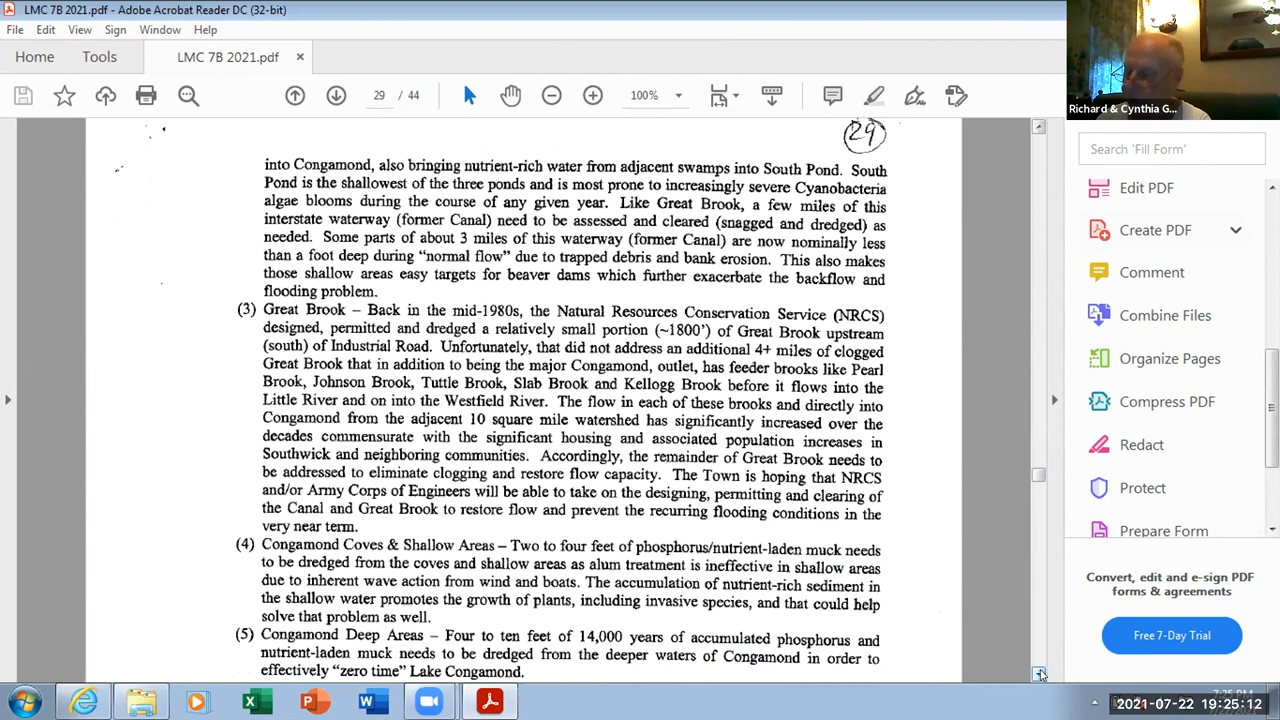 LMC 7B 2021.pdf - Adobe Acrobat Reader DC (32-bit)
File Edit View Sign Window Help
Home Tools LMC 7B 2021.pdf ×
29 / 44 100%
Richard & Cynthia G...
29
into Congamond, also bringing nutrient-rich water from adjacent swamps into South Pond. South
Pond is the shallowest of the three ponds and is most prone to increasingly severe Cyanobacteria
algae blooms during the course of any given year. Like Great Brook, a few miles of this
interstate waterway (former Canal) need to be assessed and cleared (snagged and dredged) as
needed. Some parts of about 3 miles of this waterway (former Canal) are now nominally less
than a foot deep during “normal flow” due to trapped debris and bank erosion. This also makes
those shallow areas easy targets for beaver dams which further exacerbate the backflow and
flooding problem.
(3) Great Brook – Back in the mid-1980s, the Natural Resources Conservation Service (NRCS)
designed, permitted and dredged a relatively small portion (~1800’) of Great Brook upstream
(south) of Industrial Road. Unfortunately, that did not address an additional 4+ miles of clogged
Great Brook that in addition to being the major Congamond, outlet, has feeder brooks like Pearl
Brook, Johnson Brook, Tuttle Brook, Slab Brook and Kellogg Brook before it flows into the
Little River and on into the Westfield River. The flow in each of these brooks and directly into
Congamond from the adjacent 10 square mile watershed has significantly increased over the
decades commensurate with the significant housing and associated population increases in
Southwick and neighboring communities. Accordingly, the remainder of Great Brook needs to
be addressed to eliminate clogging and restore flow capacity. The Town is hoping that NRCS
and/or Army Corps of Engineers will be able to take on the designing, permitting and clearing of
the Canal and Great Brook to restore flow and prevent the recurring flooding conditions in the
very near term.
(4) Congamond Coves & Shallow Areas – Two to four feet of phosphorus/nutrient-laden muck needs
to be dredged from the coves and shallow areas as alum treatment is ineffective in shallow areas
due to inherent wave action from wind and boats. The accumulation of nutrient-rich sediment in
the shallow water promotes the growth of plants, including invasive species, and that could help
solve that problem as well.
(5) Congamond Deep Areas – Four to ten feet of 14,000 years of accumulated phosphorus and
nutrient-laden muck needs to be dredged from the deeper waters of Congamond in order to
effectively “zero time” Lake Congamond.
Search 'Fill Form'
Edit PDF
Create PDF
Comment
Combine Files
Organize Pages
Compress PDF
Redact
Protect
Prepare Form
Convert, edit and e-sign PDF
forms & agreements
Free 7-Day Trial
7:25 PM
2021-07-22 19:25:12